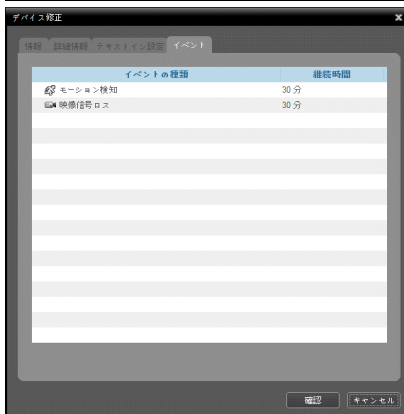 デバイス修正
情報 詳細情報 テキストイン設定 イベント
イベントの種類 継続時間
モーション検知 30 分
映像信号ロス 30 分
確認 キャンセル